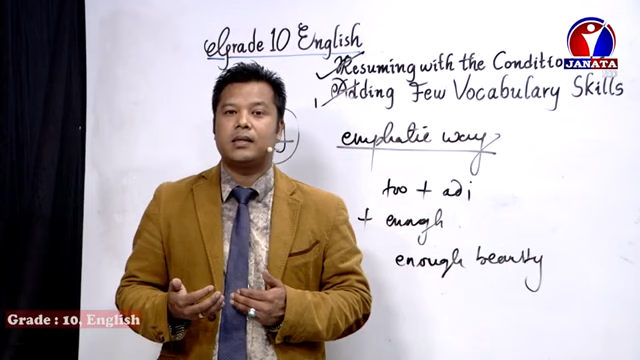 Grade 10 English
Resuming with the Conditio
Adding Few Vocabulary Skills
emphatic way
too + adj
+ enough
enough beauty
JANATA
Grade : 10, English